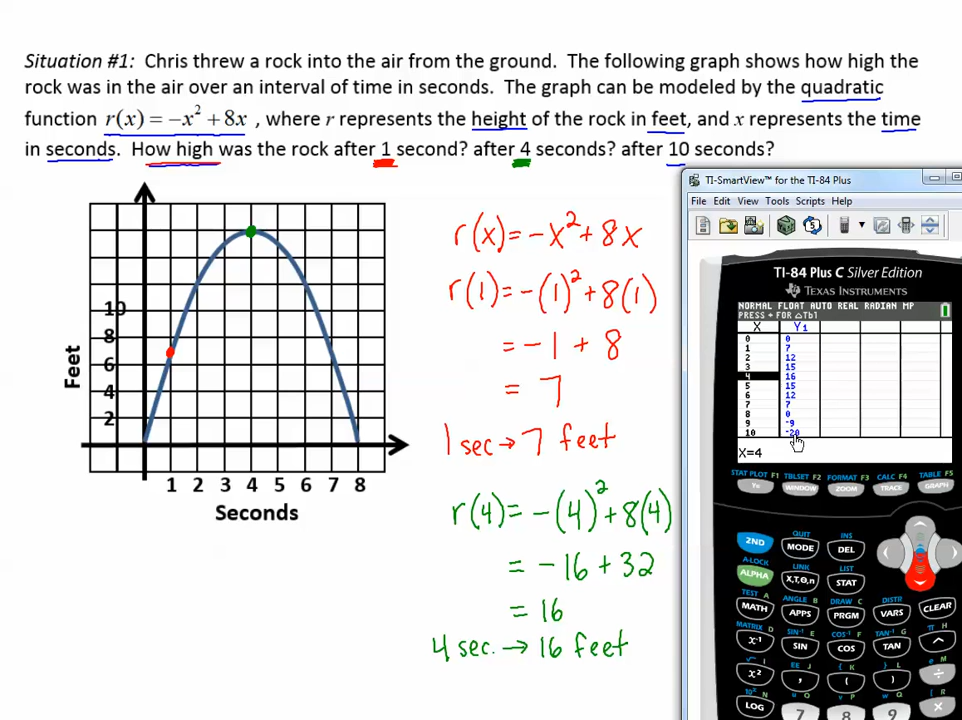 Situation #1: Chris threw a rock into the air from the ground. The following graph shows how high the
rock was in the air over an interval of time in seconds. The graph can be modeled by the quadratic
function r(x) = −x² + 8x , where r represents the height of the rock in feet, and x represents the time
in seconds. How high was the rock after 1 second? after 4 seconds? after 10 seconds?
10
8
6
4
2
Feet
1 2 3 4 5 6 7 8
Seconds
r(x) = -x² + 8x
r(1) = -(1)² + 8(1)
= -1 + 8
= 7
1 sec → 7 feet
r(4) = -(4)² + 8(4)
= -16 + 32
= 16
4 sec. → 16 feet
TI-SmartView™ for the TI-84 Plus
File Edit View Tools Scripts Help
5
TI-84 Plus C Silver Edition
TEXAS INSTRUMENTS
NORMAL FLOAT AUTO REAL RADIAN MP
PRESS + FOR △Tbl
X Y1
0 0
1 7
2 12
3 15
4 16
5 15
6 12
7 7
8 0
9 -9
10 -20
X=4
STAT PLOT F1 TBLSET F2 FORMAT F3 CALC F4 TABLE F5
Y= WINDOW ZOOM TRACE GRAPH
QUIT INS
2ND MODE DEL
A-LOCK LINK LIST
ALPHA X,T,Θ,n STAT
TEST A ANGLE B DRAW C DISTR
MATH APPS PRGM VARS CLEAR
MATRIX D SIN⁻¹ E COS⁻¹ F TAN⁻¹ G π H
x⁻¹ SIN COS TAN ^
√ I EE J { K } L e M
x² , ( ) ÷
10ˣ N u O v P w Q [ R
LOG 7 8 9 ×